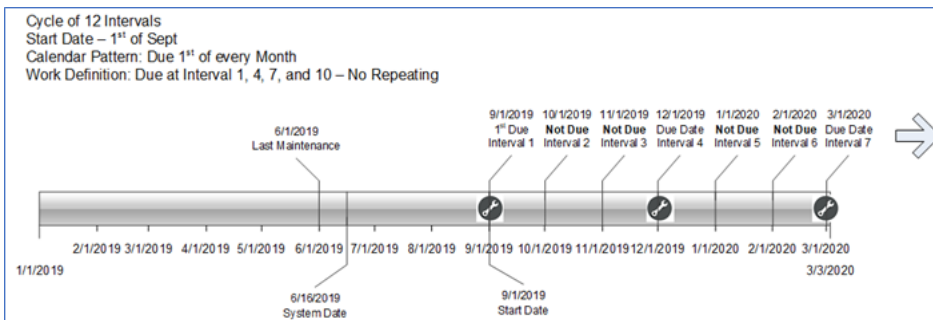 Cycle of 12 Intervals
Start Date – 1st of Sept
Calendar Pattern: Due 1st of every Month
Work Definition: Due at Interval 1, 4, 7, and 10 – No Repeating
9/1/2019 10/1/2019 11/1/2019 12/1/2019 1/1/2020 2/1/2020 3/1/2020
1st Due Not Due Not Due Due Date Not Due Not Due Due Date
Interval 1 Interval 2 Interval 3 Interval 4 Interval 5 Interval 6 Interval 7
6/1/2019
Last Maintenance
2/1/2019 3/1/2019 4/1/2019 5/1/2019 6/1/2019 7/1/2019 8/1/2019 9/1/2019 10/1/2019 11/1/2019 12/1/2019 1/1/2020 2/1/2020 3/1/2020
1/1/2019 3/3/2020
6/16/2019 9/1/2019
System Date Start Date